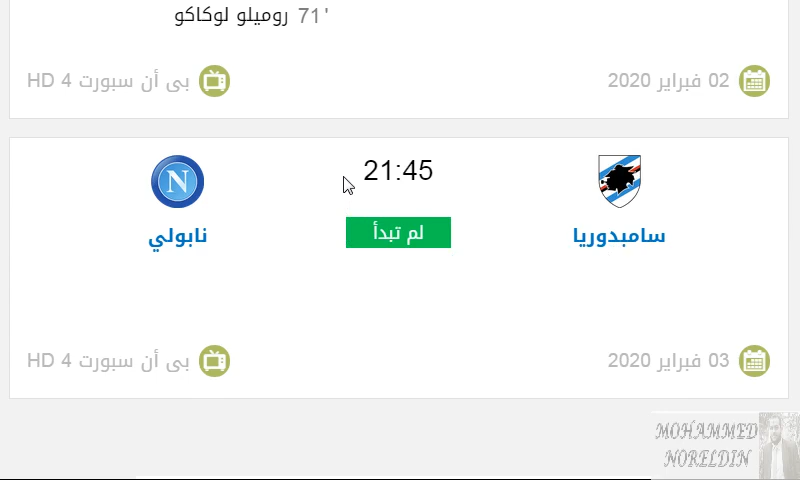 71' روميلو لوكاكو
02 فبراير 2020
بى أن سبورت 4 HD
21:45
لم تبدأ
سامبدوريا
نابولي
N
03 فبراير 2020
بى أن سبورت 4 HD
MOHAMMED
NORELDIN